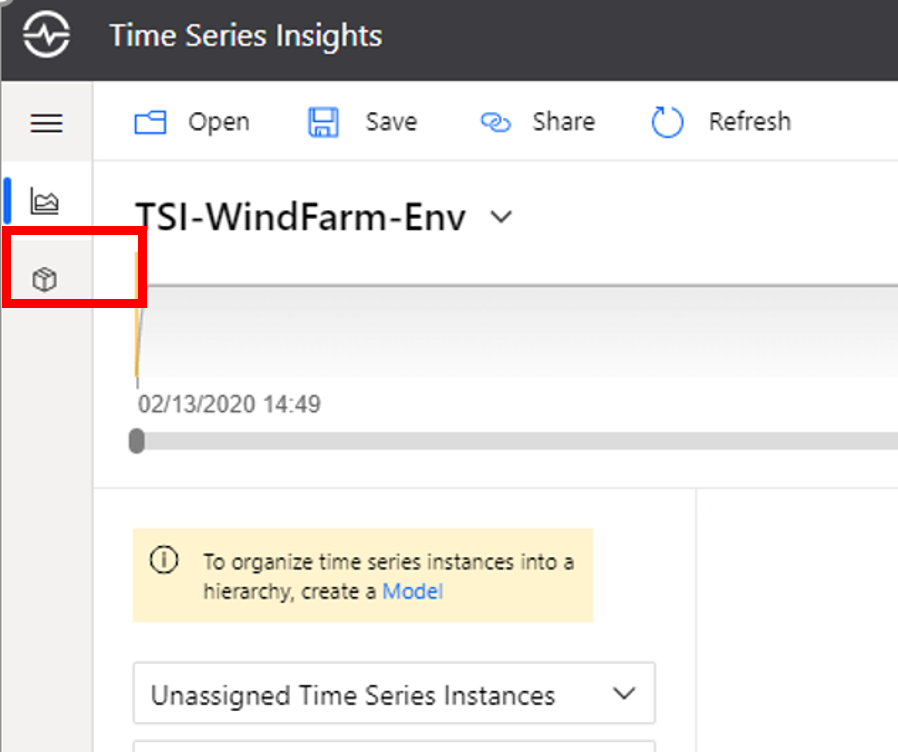 Time Series Insights
Open Save Share Refresh
TSI-WindFarm-Env
02/13/2020 14:49
To organize time series instances into a
hierarchy, create a Model
Unassigned Time Series Instances